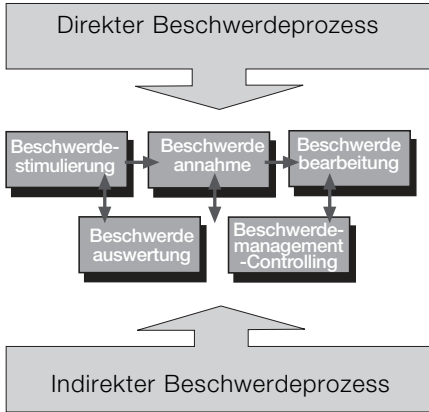 Direkter Beschwerdeprozess
Beschwerde-
stimulierung
Beschwerde
annahme
Beschwerde
bearbeitung
Beschwerde
auswertung
Beschwerde-
management
-Controlling
Indirekter Beschwerdeprozess